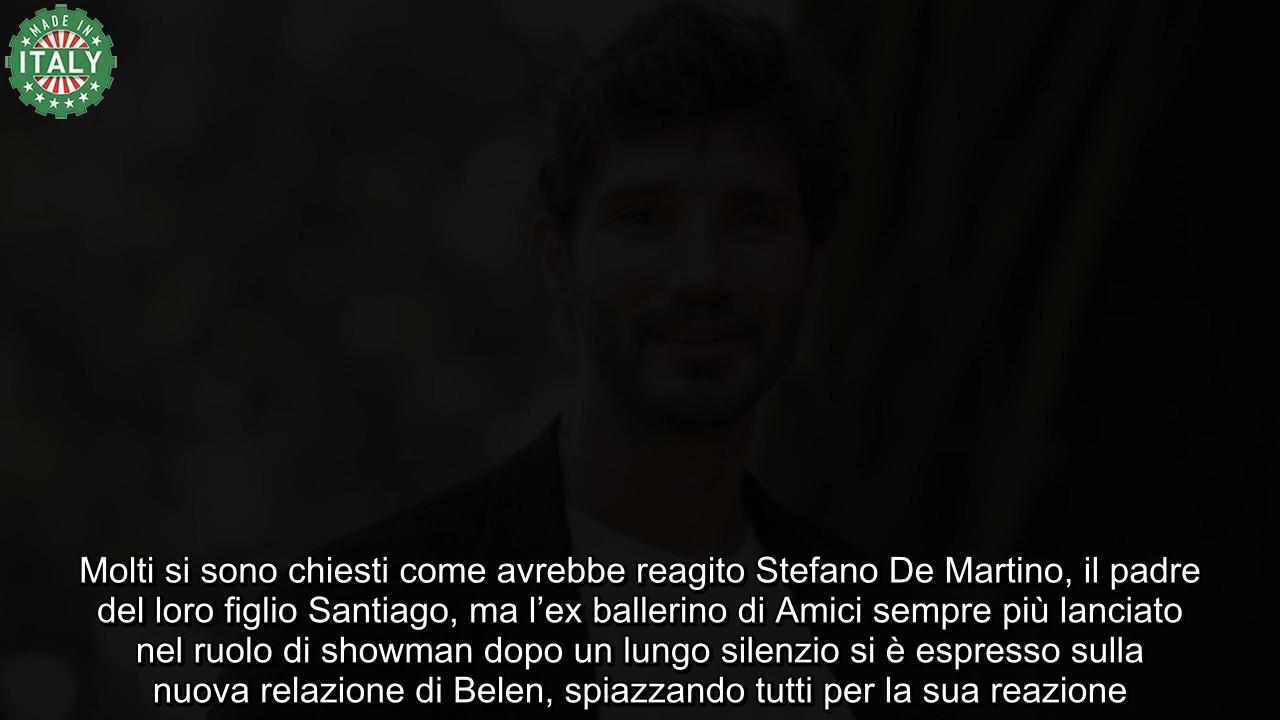 MADE IN
ITALY
Molti si sono chiesti come avrebbe reagito Stefano De Martino, il padre
del loro figlio Santiago, ma l’ex ballerino di Amici sempre più lanciato
nel ruolo di showman dopo un lungo silenzio si è espresso sulla
nuova relazione di Belen, spiazzando tutti per la sua reazione